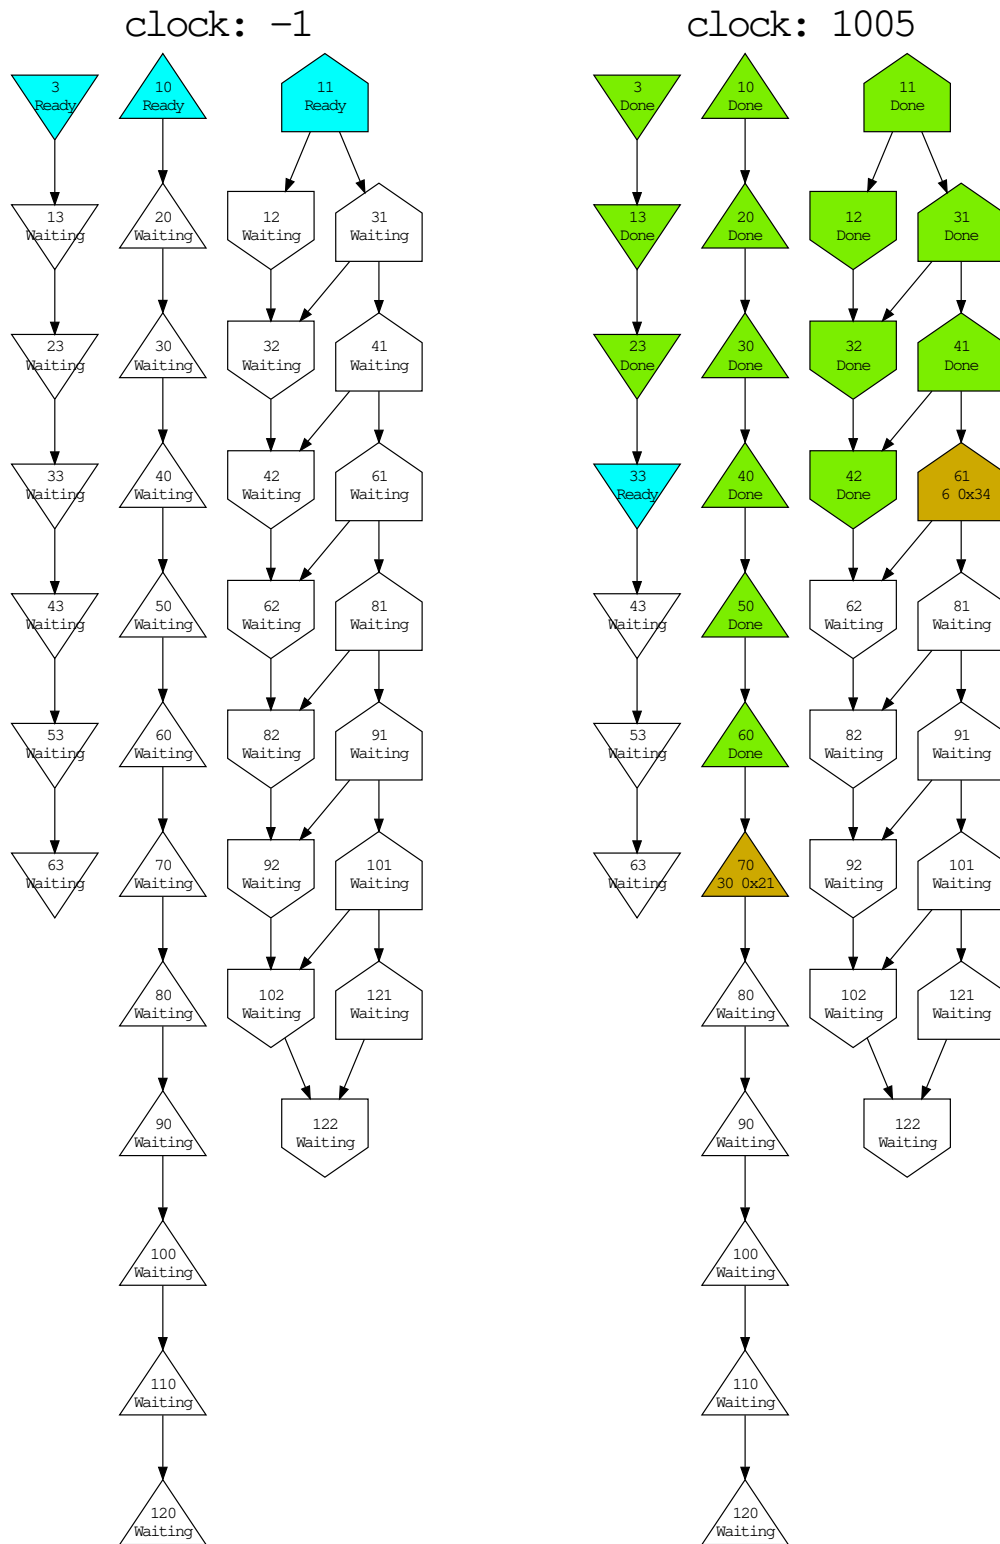 clock: −1
3
Ready
10
Ready
11
Ready
13
Waiting
20
Waiting
12
Waiting
31
Waiting
23
Waiting
30
Waiting
32
Waiting
41
Waiting
33
Waiting
40
Waiting
42
Waiting
61
Waiting
43
Waiting
50
Waiting
62
Waiting
81
Waiting
53
Waiting
60
Waiting
82
Waiting
91
Waiting
63
Waiting
70
Waiting
92
Waiting
101
Waiting
80
Waiting
102
Waiting
121
Waiting
90
Waiting
122
Waiting
100
Waiting
110
Waiting
120
Waiting
clock: 1005
3
Done
10
Done
11
Done
13
Done
20
Done
12
Done
31
Done
23
Done
30
Done
32
Done
41
Done
33
Ready
40
Done
42
Done
61
6 0x34
43
Waiting
50
Done
62
Waiting
81
Waiting
53
Waiting
60
Done
82
Waiting
91
Waiting
63
Waiting
70
30 0x21
92
Waiting
101
Waiting
80
Waiting
102
Waiting
121
Waiting
90
Waiting
122
Waiting
100
Waiting
110
Waiting
120
Waiting